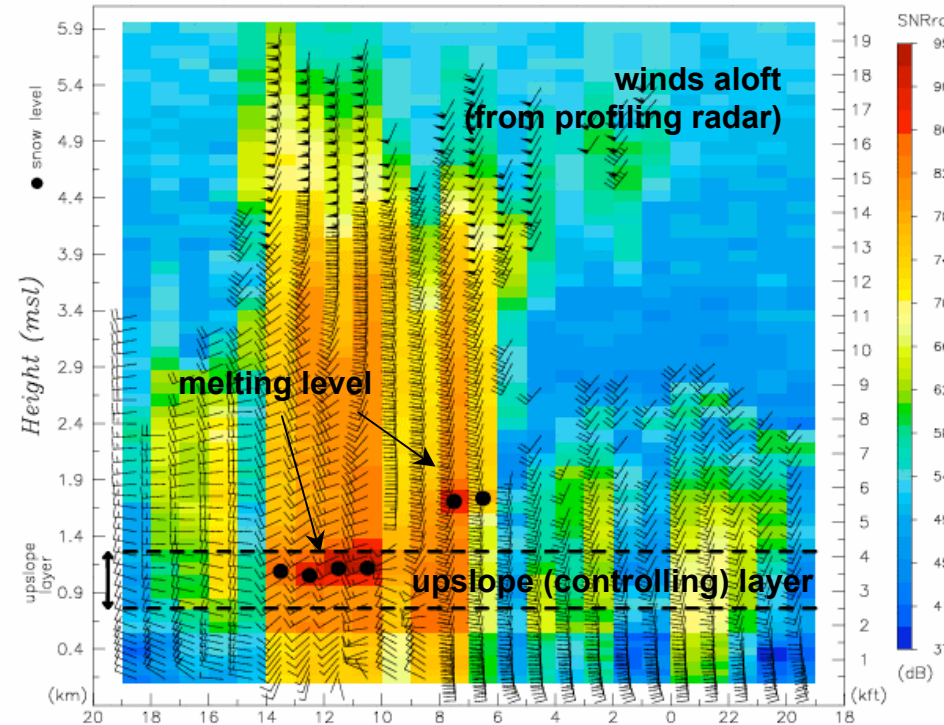 SNRrc
winds aloft
(from profiling radar)
melting level
upslope (controlling) layer
snow level
Height (msl)
upslope
layer
5.9
5.4
4.9
4.4
3.9
3.4
2.9
2.4
1.9
1.4
0.9
0.4
(km)
19
18
17
16
15
14
13
12
11
10
9
8
7
6
5
4
3
2
1
(kft)
(dB)
20 18 16 14 12 10 8 6 4 2 0 22 20 18